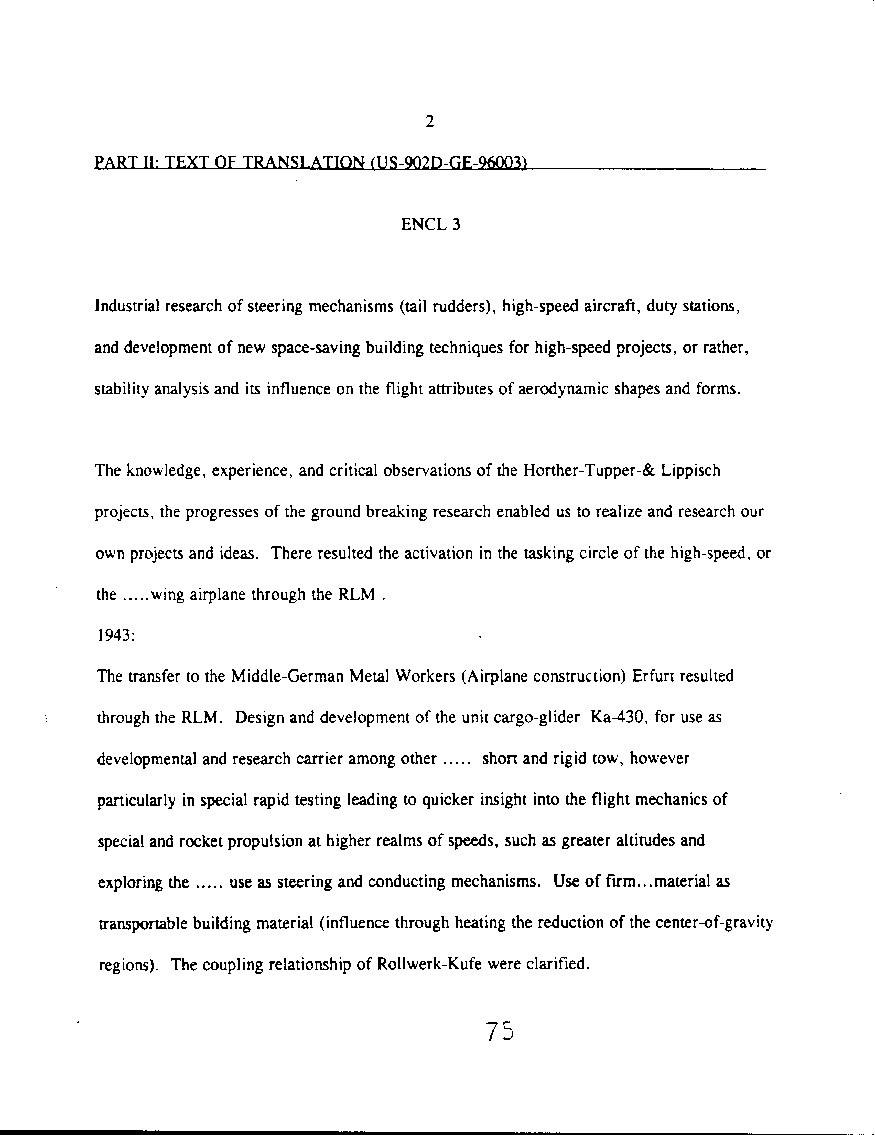 2
PART II: TEXT OF TRANSLATION (US-902D-GE-96003)
ENCL 3
Industrial research of steering mechanisms (tail rudders), high-speed aircraft, duty stations,
and development of new space-saving building techniques for high-speed projects, or rather,
stability analysis and its influence on the flight attributes of aerodynamic shapes and forms.
The knowledge, experience, and critical observations of the Horther-Tupper-& Lippisch
projects, the progresses of the ground breaking research enabled us to realize and research our
own projects and ideas. There resulted the activation in the tasking circle of the high-speed, or
the .....wing airplane through the RLM .
1943:
The transfer to the Middle-German Metal Workers (Airplane construction) Erfurt resulted
through the RLM. Design and development of the unit cargo-glider Ka-430, for use as
developmental and research carrier among other ..... short and rigid tow, however
particularly in special rapid testing leading to quicker insight into the flight mechanics of
special and rocket propulsion at higher realms of speeds, such as greater altitudes and
exploring the ..... use as steering and conducting mechanisms. Use of firm...material as
transportable building material (influence through heating the reduction of the center-of-gravity
regions). The coupling relationship of Rollwerk-Kufe were clarified.
75